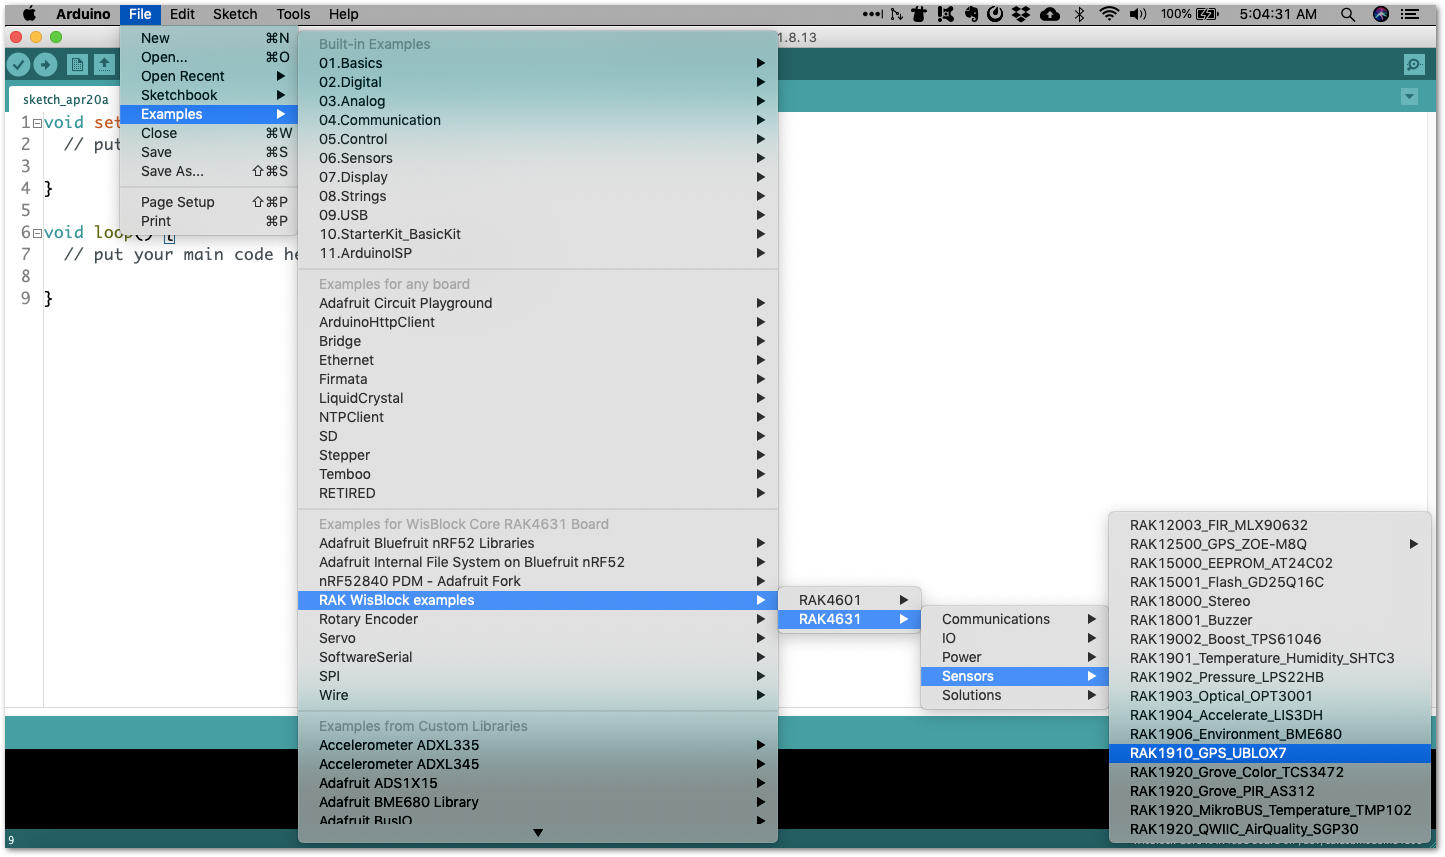 Arduino File Edit Sketch Tools Help 100% 5:04:31 AM
1.8.13
sketch_apr20a
1 void set
2 // put
3
4 }
5
6 void loop() {
7 // put your main code he
8
9 }
New ⌘N
Open... ⌘O
Open Recent ▶
Sketchbook ▶
Examples ▶
Close ⌘W
Save ⌘S
Save As... ⇧⌘S
Page Setup ⇧⌘P
Print ⌘P
Built-in Examples
01.Basics
02.Digital
03.Analog
04.Communication
05.Control
06.Sensors
07.Display
08.Strings
09.USB
10.StarterKit_BasicKit
11.ArduinoISP
Examples for any board
Adafruit Circuit Playground
ArduinoHttpClient
Bridge
Ethernet
Firmata
LiquidCrystal
NTPClient
SD
Stepper
Temboo
RETIRED
Examples for WisBlock Core RAK4631 Board
Adafruit Bluefruit nRF52 Libraries
Adafruit Internal File System on Bluefruit nRF52
nRF52840 PDM - Adafruit Fork
RAK WisBlock examples
Rotary Encoder
Servo
SoftwareSerial
SPI
Wire
Examples from Custom Libraries
Accelerometer ADXL335
Accelerometer ADXL345
Adafruit ADS1X15
Adafruit BME680 Library
Adafruit BusIO
RAK4601
RAK4631
Communications
IO
Power
Sensors
Solutions
RAK12003_FIR_MLX90632
RAK12500_GPS_ZOE-M8Q
RAK15000_EEPROM_AT24C02
RAK15001_Flash_GD25Q16C
RAK18000_Stereo
RAK18001_Buzzer
RAK19002_Boost_TPS61046
RAK1901_Temperature_Humidity_SHTC3
RAK1902_Pressure_LPS22HB
RAK1903_Optical_OPT3001
RAK1904_Accelerate_LIS3DH
RAK1906_Environment_BME680
RAK1910_GPS_UBLOX7
RAK1920_Grove_Color_TCS3472
RAK1920_Grove_PIR_AS312
RAK1920_MikroBUS_Temperature_TMP102
RAK1920_QWIIC_AirQuality_SGP30
9